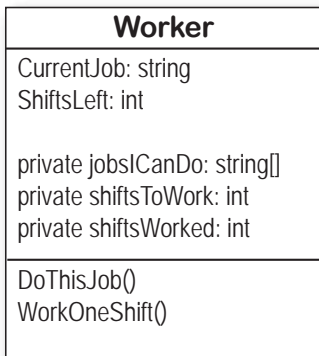 Worker
CurrentJob: string
ShiftsLeft: int
private jobsICanDo: string[]
private shiftsToWork: int
private shiftsWorked: int
DoThisJob()
WorkOneShift()